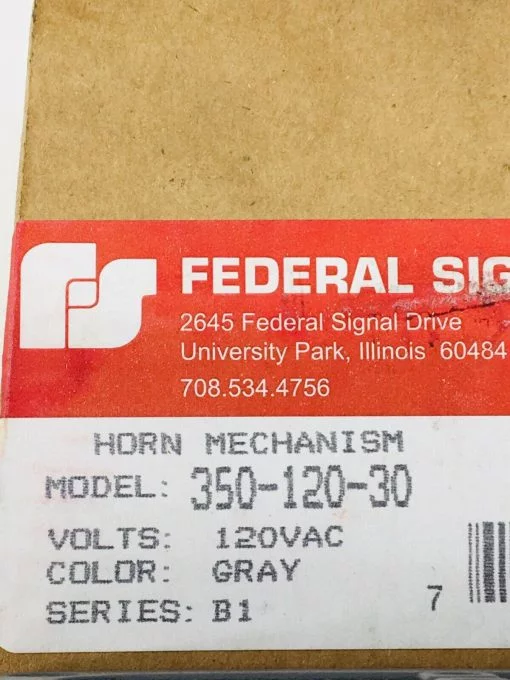 FEDERAL SIG
2645 Federal Signal Drive
University Park, Illinois 60484
708.534.4756
HORN MECHANISM
MODEL: 350-120-30
VOLTS: 120VAC
COLOR: GRAY
SERIES: B1
7